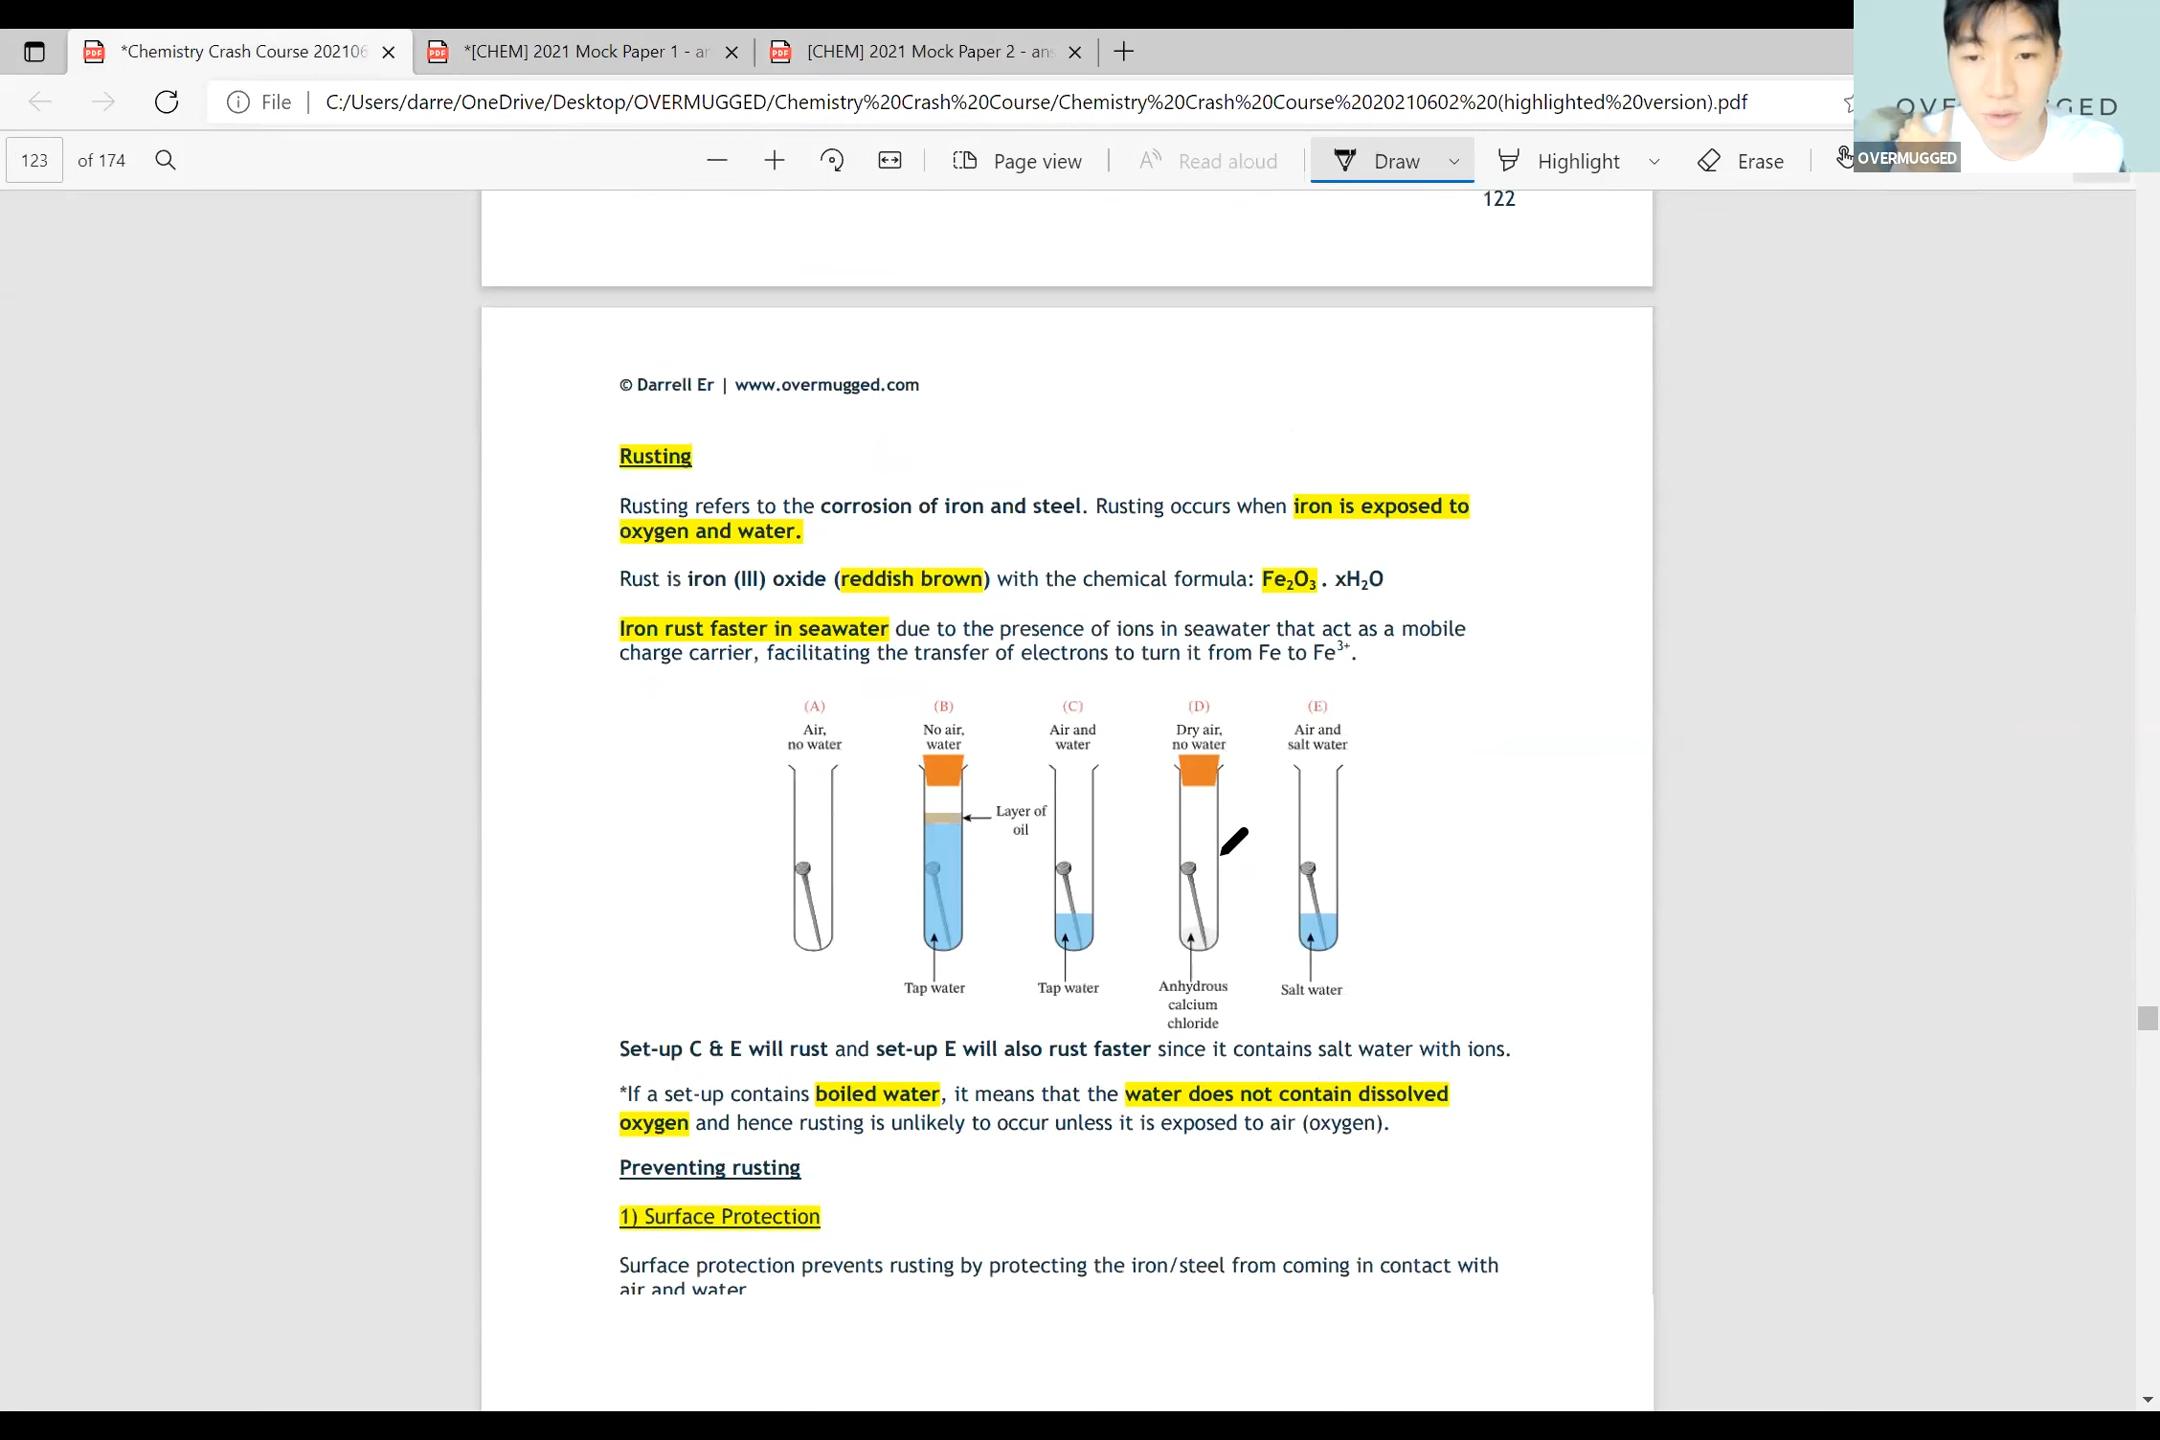 *Chemistry Crash Course 202106
*[CHEM] 2021 Mock Paper 1 - ar
[CHEM] 2021 Mock Paper 2 - an
File
C:/Users/darre/OneDrive/Desktop/OVERMUGGED/Chemistry%20Crash%20Course/Chemistry%20Crash%20Course%2020210602%20(highlighted%20version).pdf
OVERMUGGED
123 of 174
Page view
Read aloud
Draw
Highlight
Erase
122
© Darrell Er | www.overmugged.com
Rusting
Rusting refers to the corrosion of iron and steel. Rusting occurs when iron is exposed to
oxygen and water.
Rust is iron (III) oxide (reddish brown) with the chemical formula: Fe₂O₃ . xH₂O
Iron rust faster in seawater due to the presence of ions in seawater that act as a mobile
charge carrier, facilitating the transfer of electrons to turn it from Fe to Fe³⁺.
(A) (B) (C) (D) (E)
Air, No air, Air and Dry air, Air and
no water water water no water salt water
Layer of
oil
Tap water Tap water Anhydrous Salt water
calcium
chloride
Set-up C & E will rust and set-up E will also rust faster since it contains salt water with ions.
*If a set-up contains boiled water, it means that the water does not contain dissolved
oxygen and hence rusting is unlikely to occur unless it is exposed to air (oxygen).
Preventing rusting
1) Surface Protection
Surface protection prevents rusting by protecting the iron/steel from coming in contact with
air and water